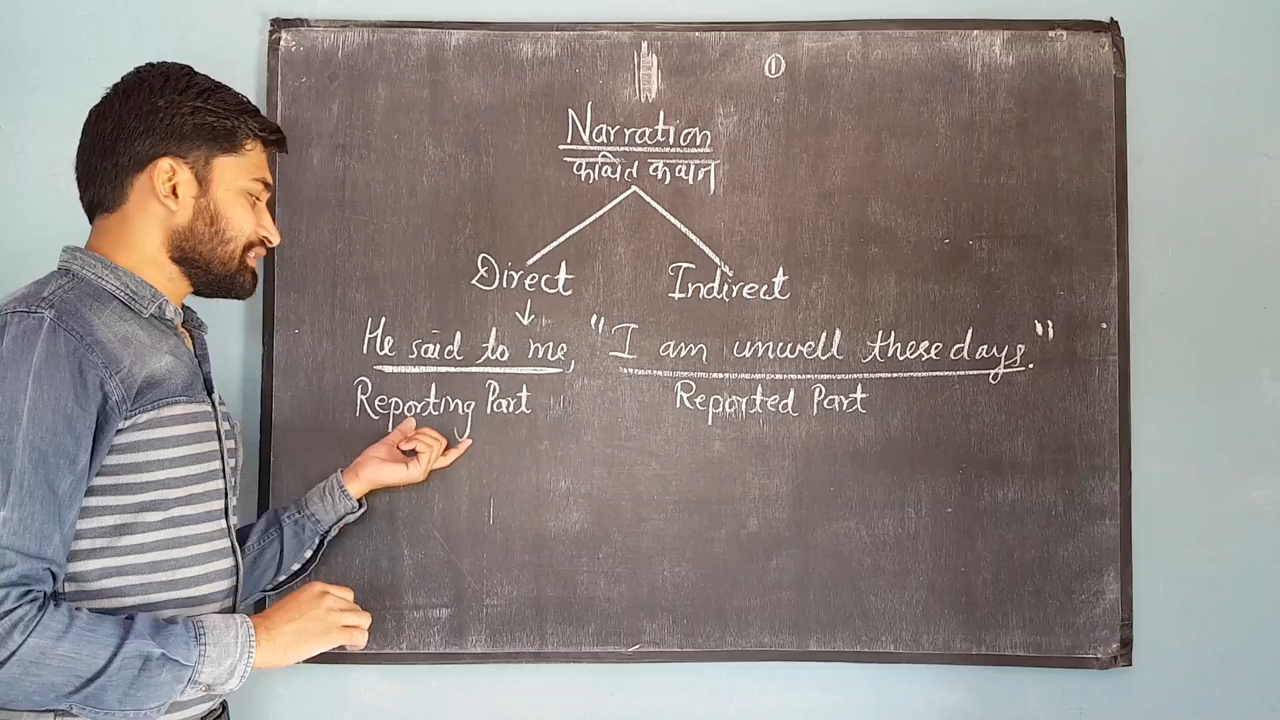 ①
Narration
कथित कथन
Direct Indirect
↓
He said to me, "I am unwell these days."
Reporting Part Reported Part